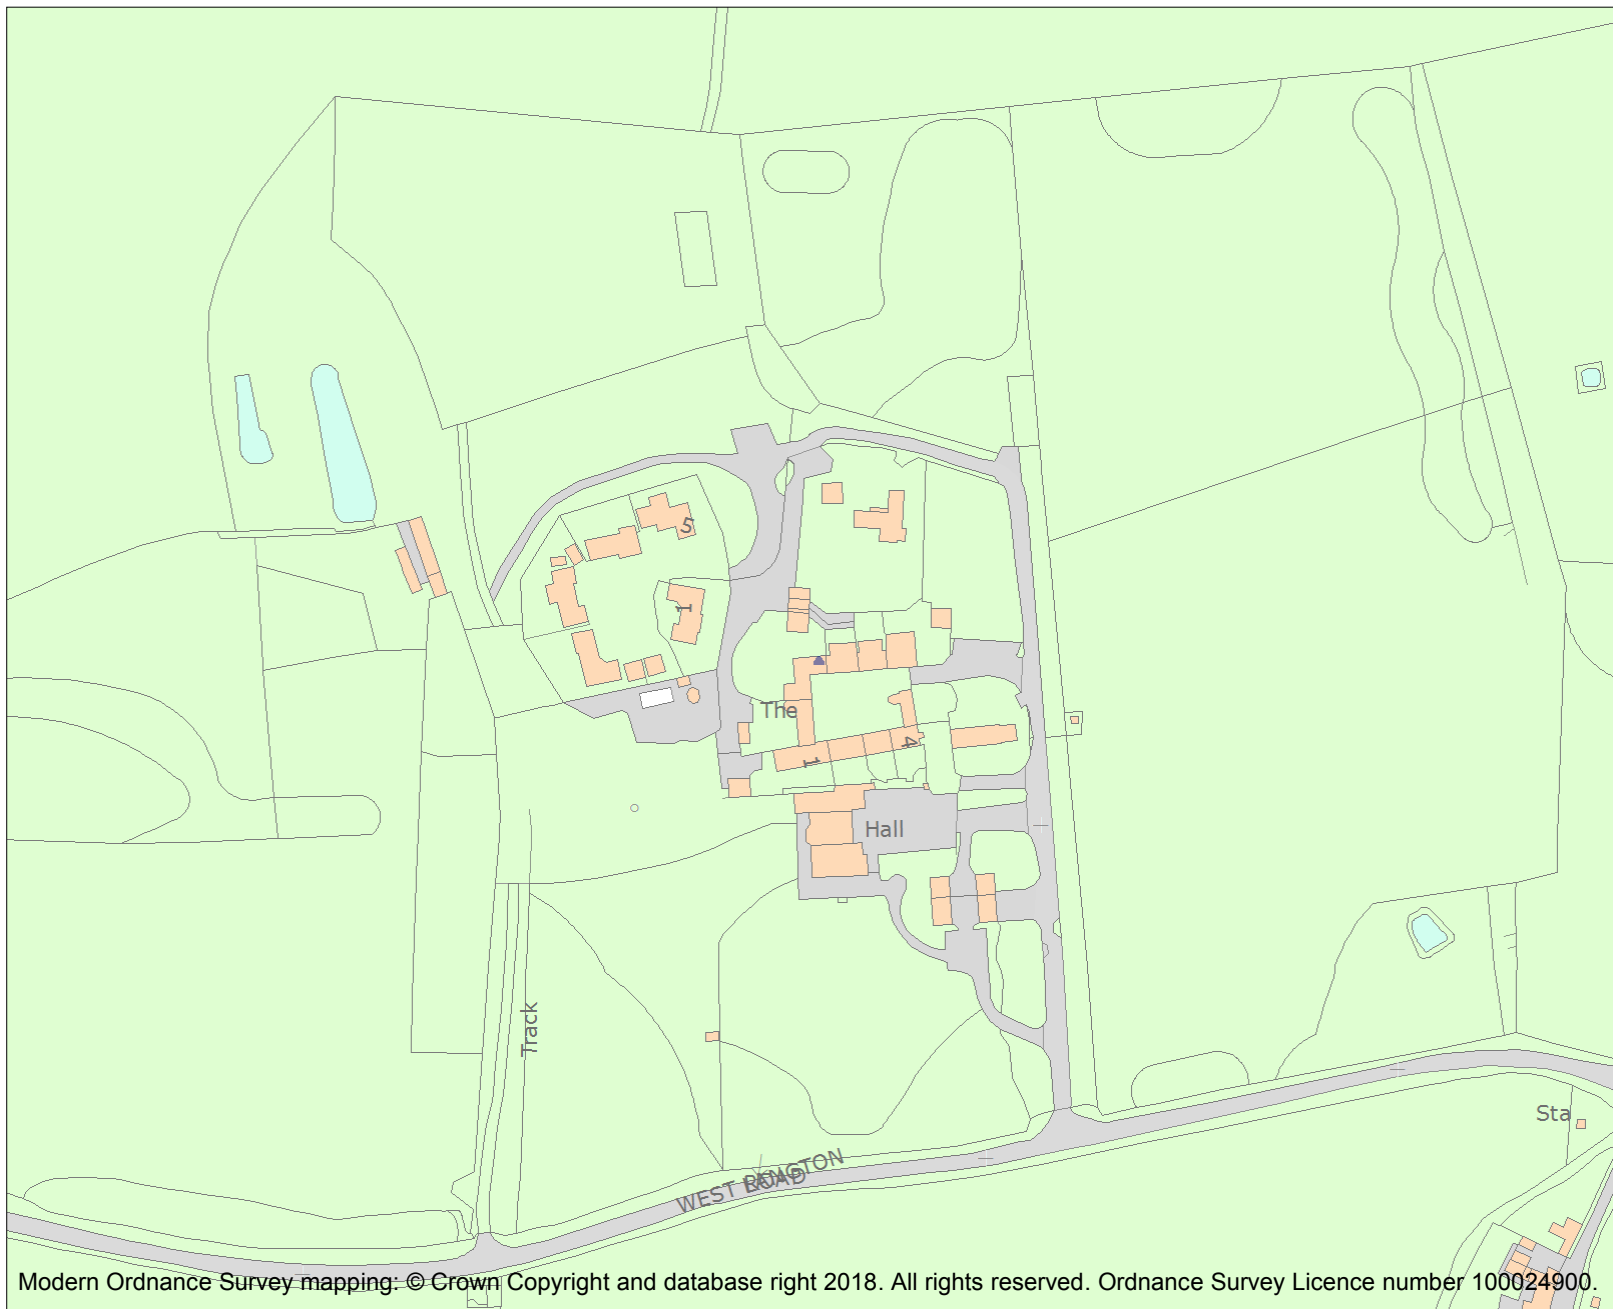 5
1
The
4
1
Hall
Track
Sta
WEST LANGTON
ROAD
Modern Ordnance Survey mapping: © Crown Copyright and database right 2018. All rights reserved. Ordnance Survey Licence number 100024900.